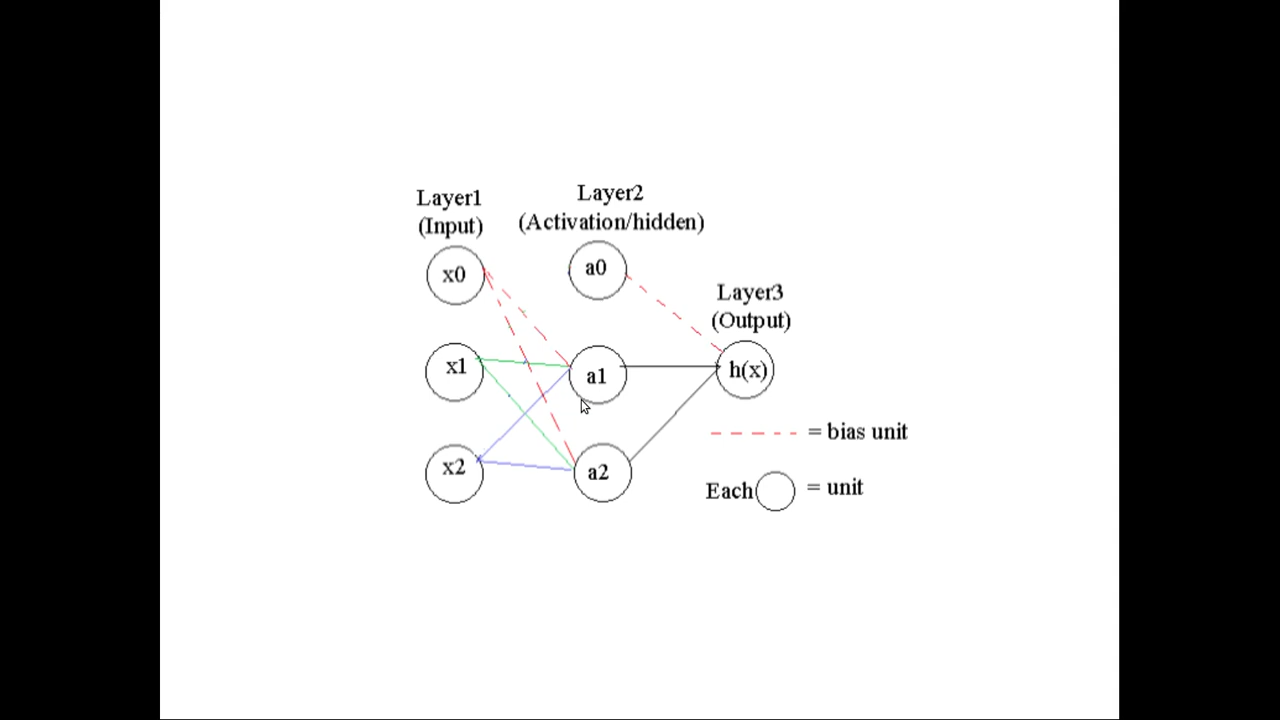 Layer1
(Input)
Layer2
(Activation/hidden)
x0
a0
Layer3
(Output)
x1
a1
h(x)
= bias unit
x2
a2
Each = unit